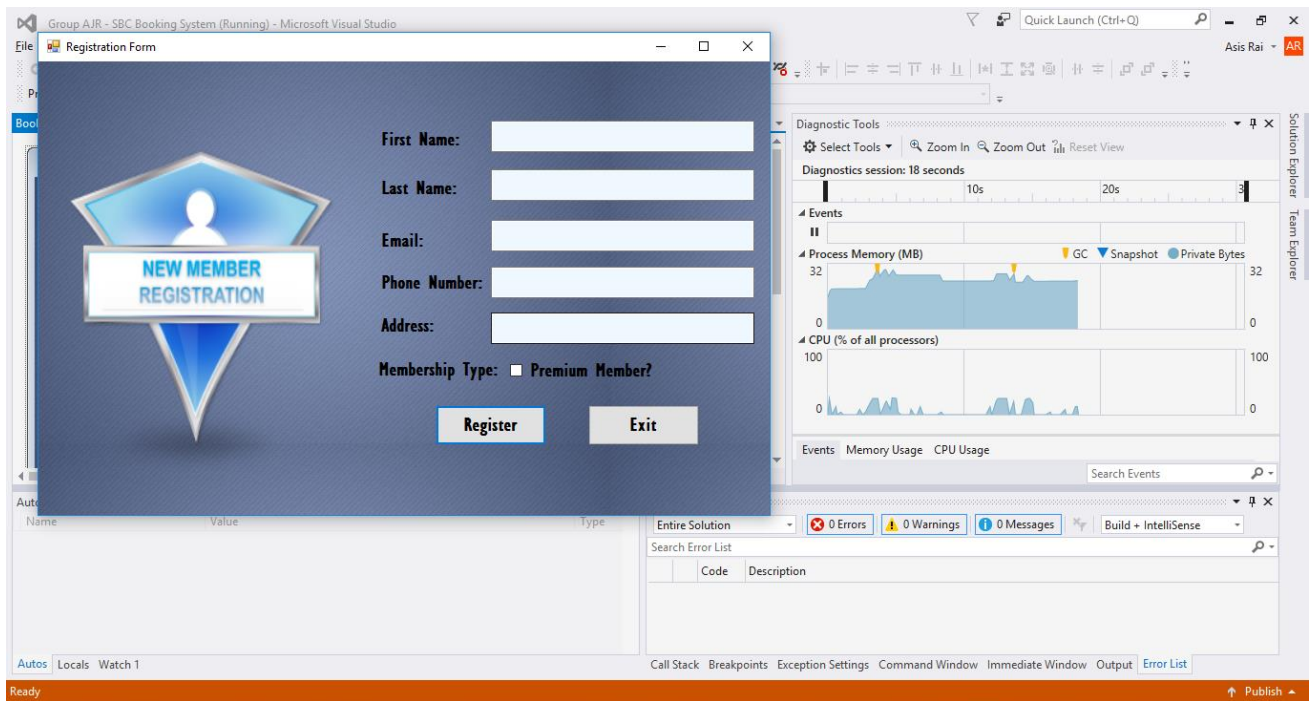 Group AJR - SBC Booking System (Running) - Microsoft Visual Studio
Quick Launch (Ctrl+Q)
File
Registration Form
Asis Rai AR
Diagnostic Tools
Select Tools Zoom In Zoom Out Reset View
Diagnostics session: 18 seconds
10s 20s 3
Events
Process Memory (MB) GC Snapshot Private Bytes
32 32
0 0
CPU (% of all processors)
100 100
0 0
Events Memory Usage CPU Usage
Search Events
Solution Explorer
Team Explorer
First Name:
Last Name:
Email:
Phone Number:
Address:
Membership Type: Premium Member?
Register Exit
NEW MEMBER
REGISTRATION
Name Value Type
Entire Solution 0 Errors 0 Warnings 0 Messages Build + IntelliSense
Search Error List
Code Description
Autos Locals Watch 1
Call Stack Breakpoints Exception Settings Command Window Immediate Window Output Error List
Ready Publish